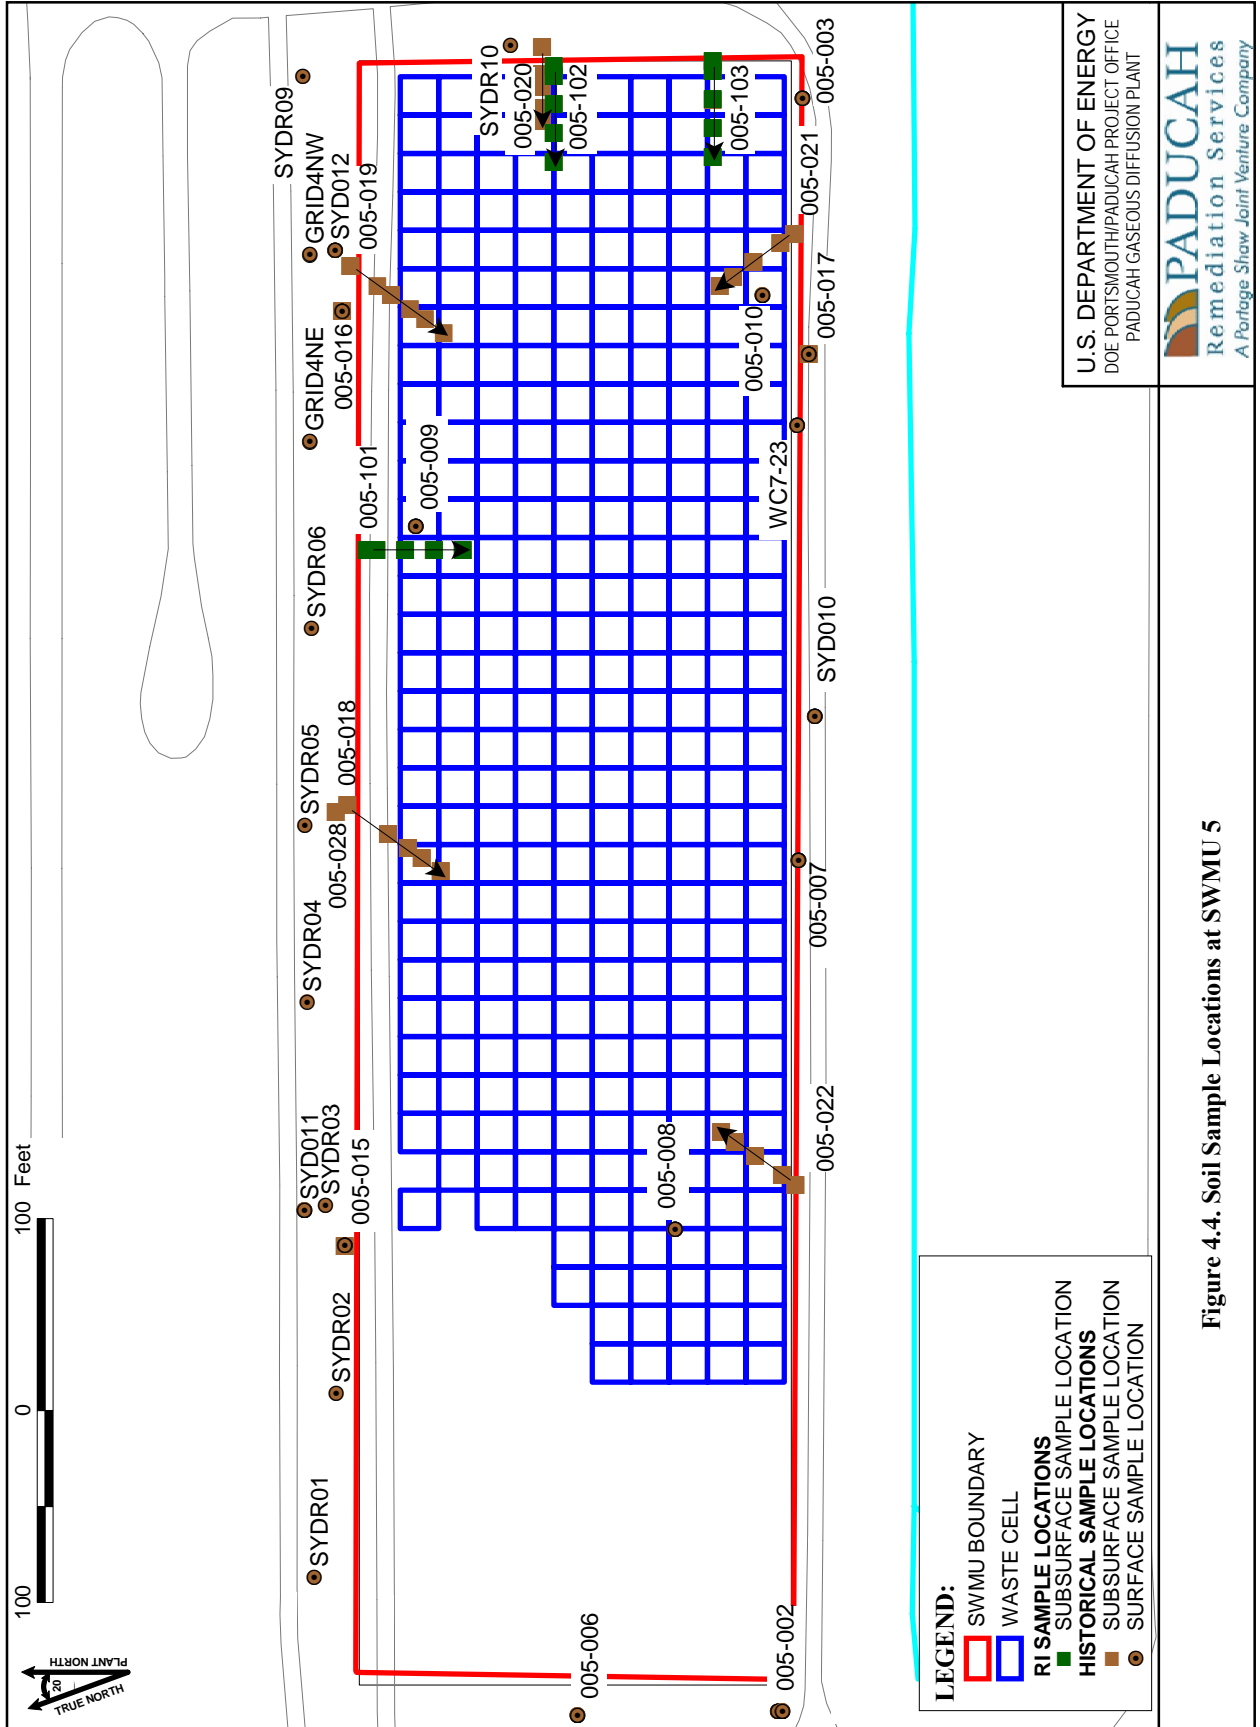 100 0 100 Feet
PLANT NORTH
TRUE NORTH
20
SYDR01
SYDR02
SYD011
SYDR03
005-015
SYDR04
SYDR05
005-028
005-018
SYDR06
005-101
005-009
GRID4NE
005-016
GRID4NW
SYD012
005-019
SYDR09
SYDR10
005-020
005-102
005-103
005-003
005-021
005-010
005-017
WC7-23
SYD010
005-007
005-022
005-008
005-006
005-002
LEGEND:
SWMU BOUNDARY
WASTE CELL
RI SAMPLE LOCATIONS
SUBSURFACE SAMPLE LOCATION
HISTORICAL SAMPLE LOCATIONS
SUBSURFACE SAMPLE LOCATION
SURFACE SAMPLE LOCATION
U.S. DEPARTMENT OF ENERGY
DOE PORTSMOUTH/PADUCAH PROJECT OFFICE
PADUCAH GASEOUS DIFFUSION PLANT
PADUCAH
Remediation Services
A Portage Shaw Joint Venture Company
Figure 4.4. Soil Sample Locations at SWMU 5